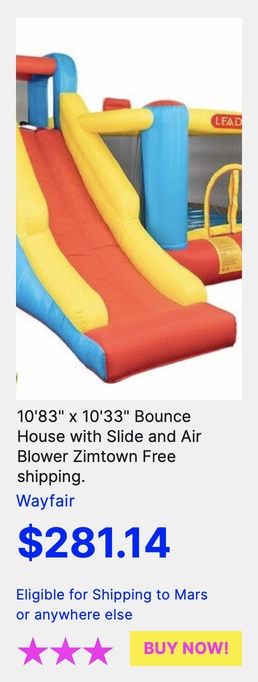 LEAD
10'83" x 10'33" Bounce
House with Slide and Air
Blower Zimtown Free
shipping.
Wayfair
$281.14
Eligible for Shipping to Mars
or anywhere else
BUY NOW!